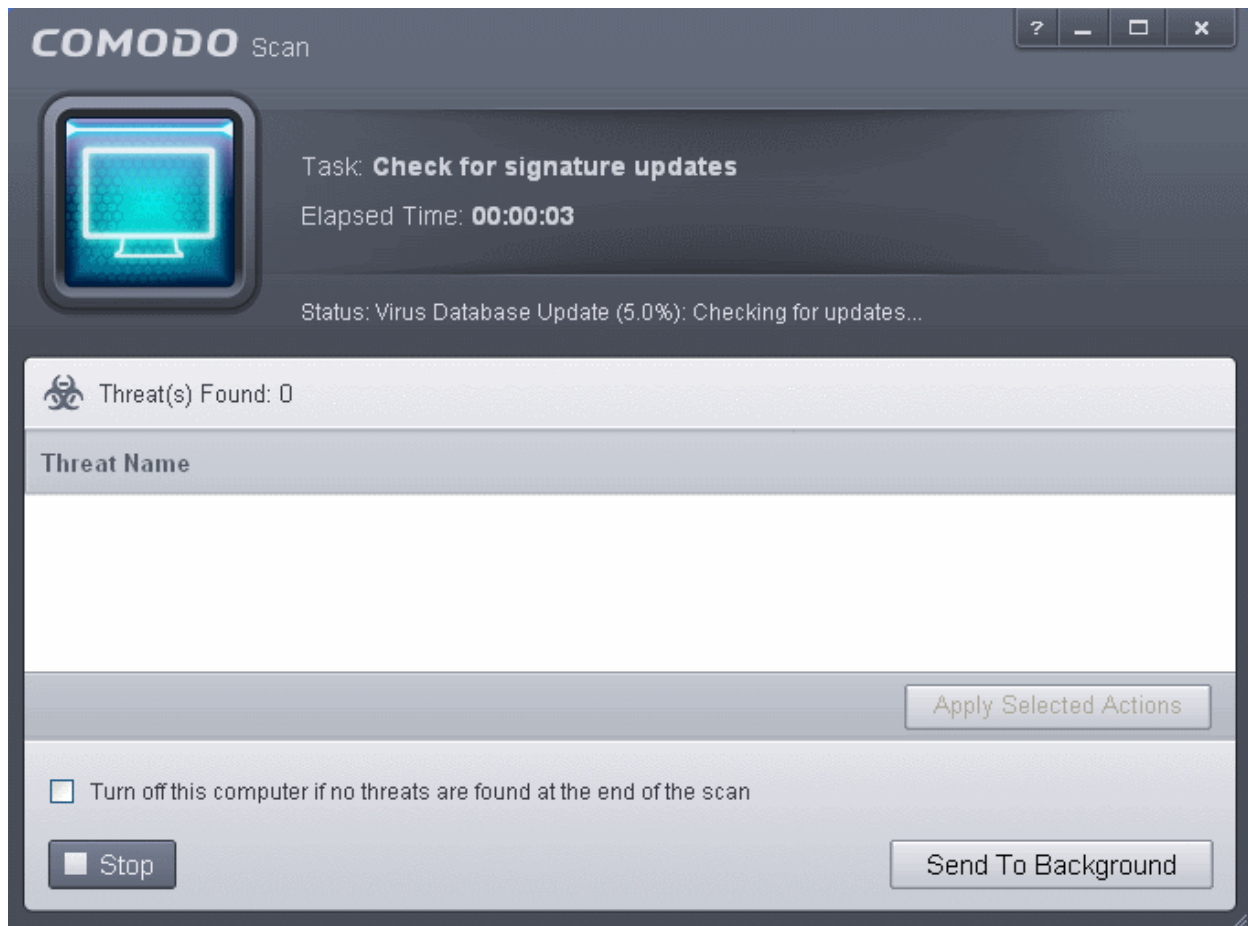 COMODO Scan
?
Task: Check for signature updates
Elapsed Time: 00:00:03
Status: Virus Database Update (5.0%): Checking for updates...
Threat(s) Found: 0
Threat Name
Apply Selected Actions
Turn off this computer if no threats are found at the end of the scan
Stop
Send To Background